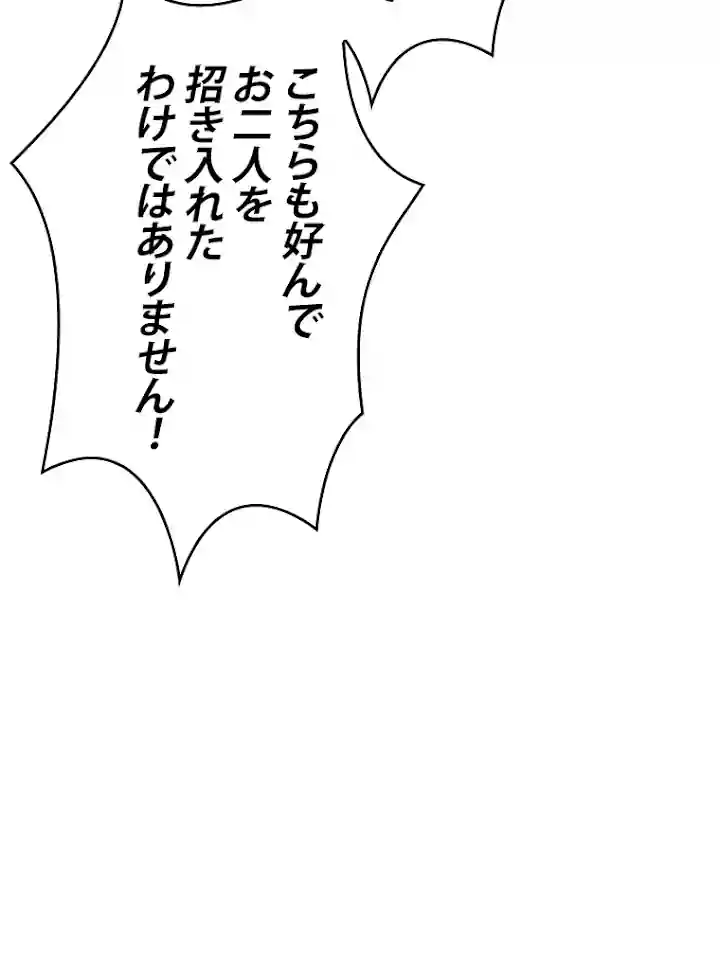 こちらも好んで
お二人を
招き入れた
わけではありません！